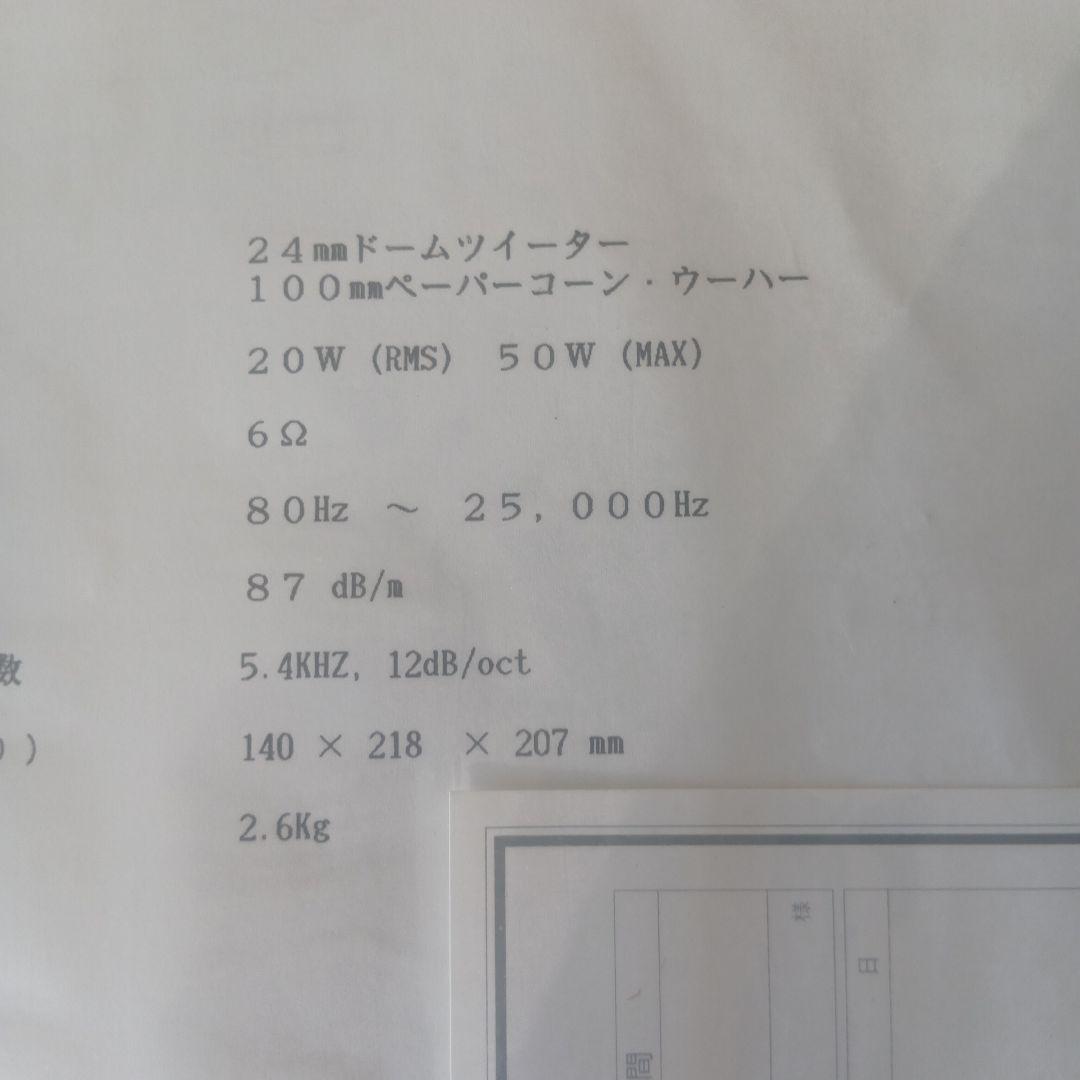 ２４㎜ドームツイーター
１００㎜ペーパーコーン・ウーハー
２０Ｗ (RMS) ５０Ｗ (MAX)
６Ω
８０Hz ～ ２５，０００Hz
８７ dB/m
数 5.4KHZ, 12dB/oct
) 140 × 218 × 207 ㎜
2.6Kg
様
日
間